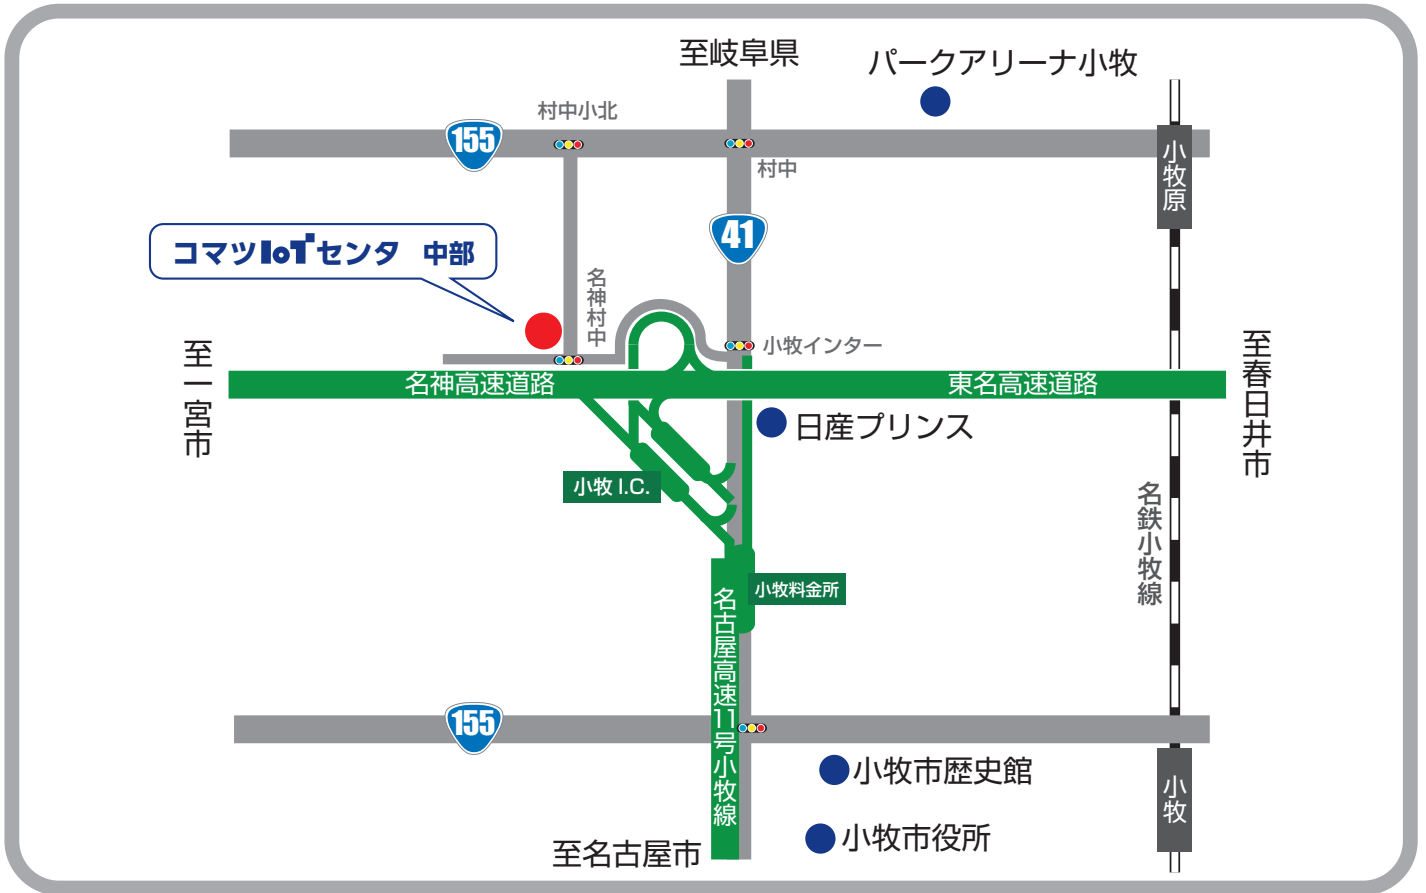 至岐阜県
パークアリーナ小牧
村中小北
155
村中
小牧原
41
コマツIoTセンタ 中部
名神村中
小牧インター
至一宮市
名神高速道路
東名高速道路
至春日井市
日産プリンス
小牧 I.C.
名鉄小牧線
小牧料金所
名古屋高速11号小牧線
155
小牧市歴史館
小牧
小牧市役所
至名古屋市